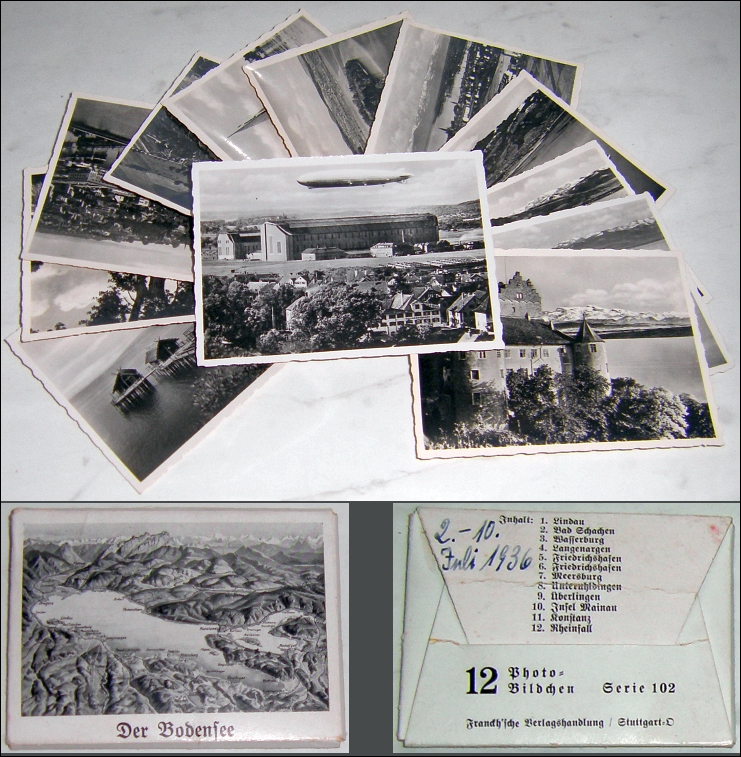 Der Bodensee
2.-10.
Juli 1936
Inhalt: 1. Lindau
2. Bad Schachen
3. Wasserburg
4. Langenargen
5. Friedrichshafen
6. Friedrichshafen
7. Meersburg
8. Unteruhldingen
9. Überlingen
10. Insel Mainau
11. Konstanz
12. Rheinfall
12 Photo-
Bildchen Serie 102
Franckh'sche Verlagshandlung / Stuttgart-O